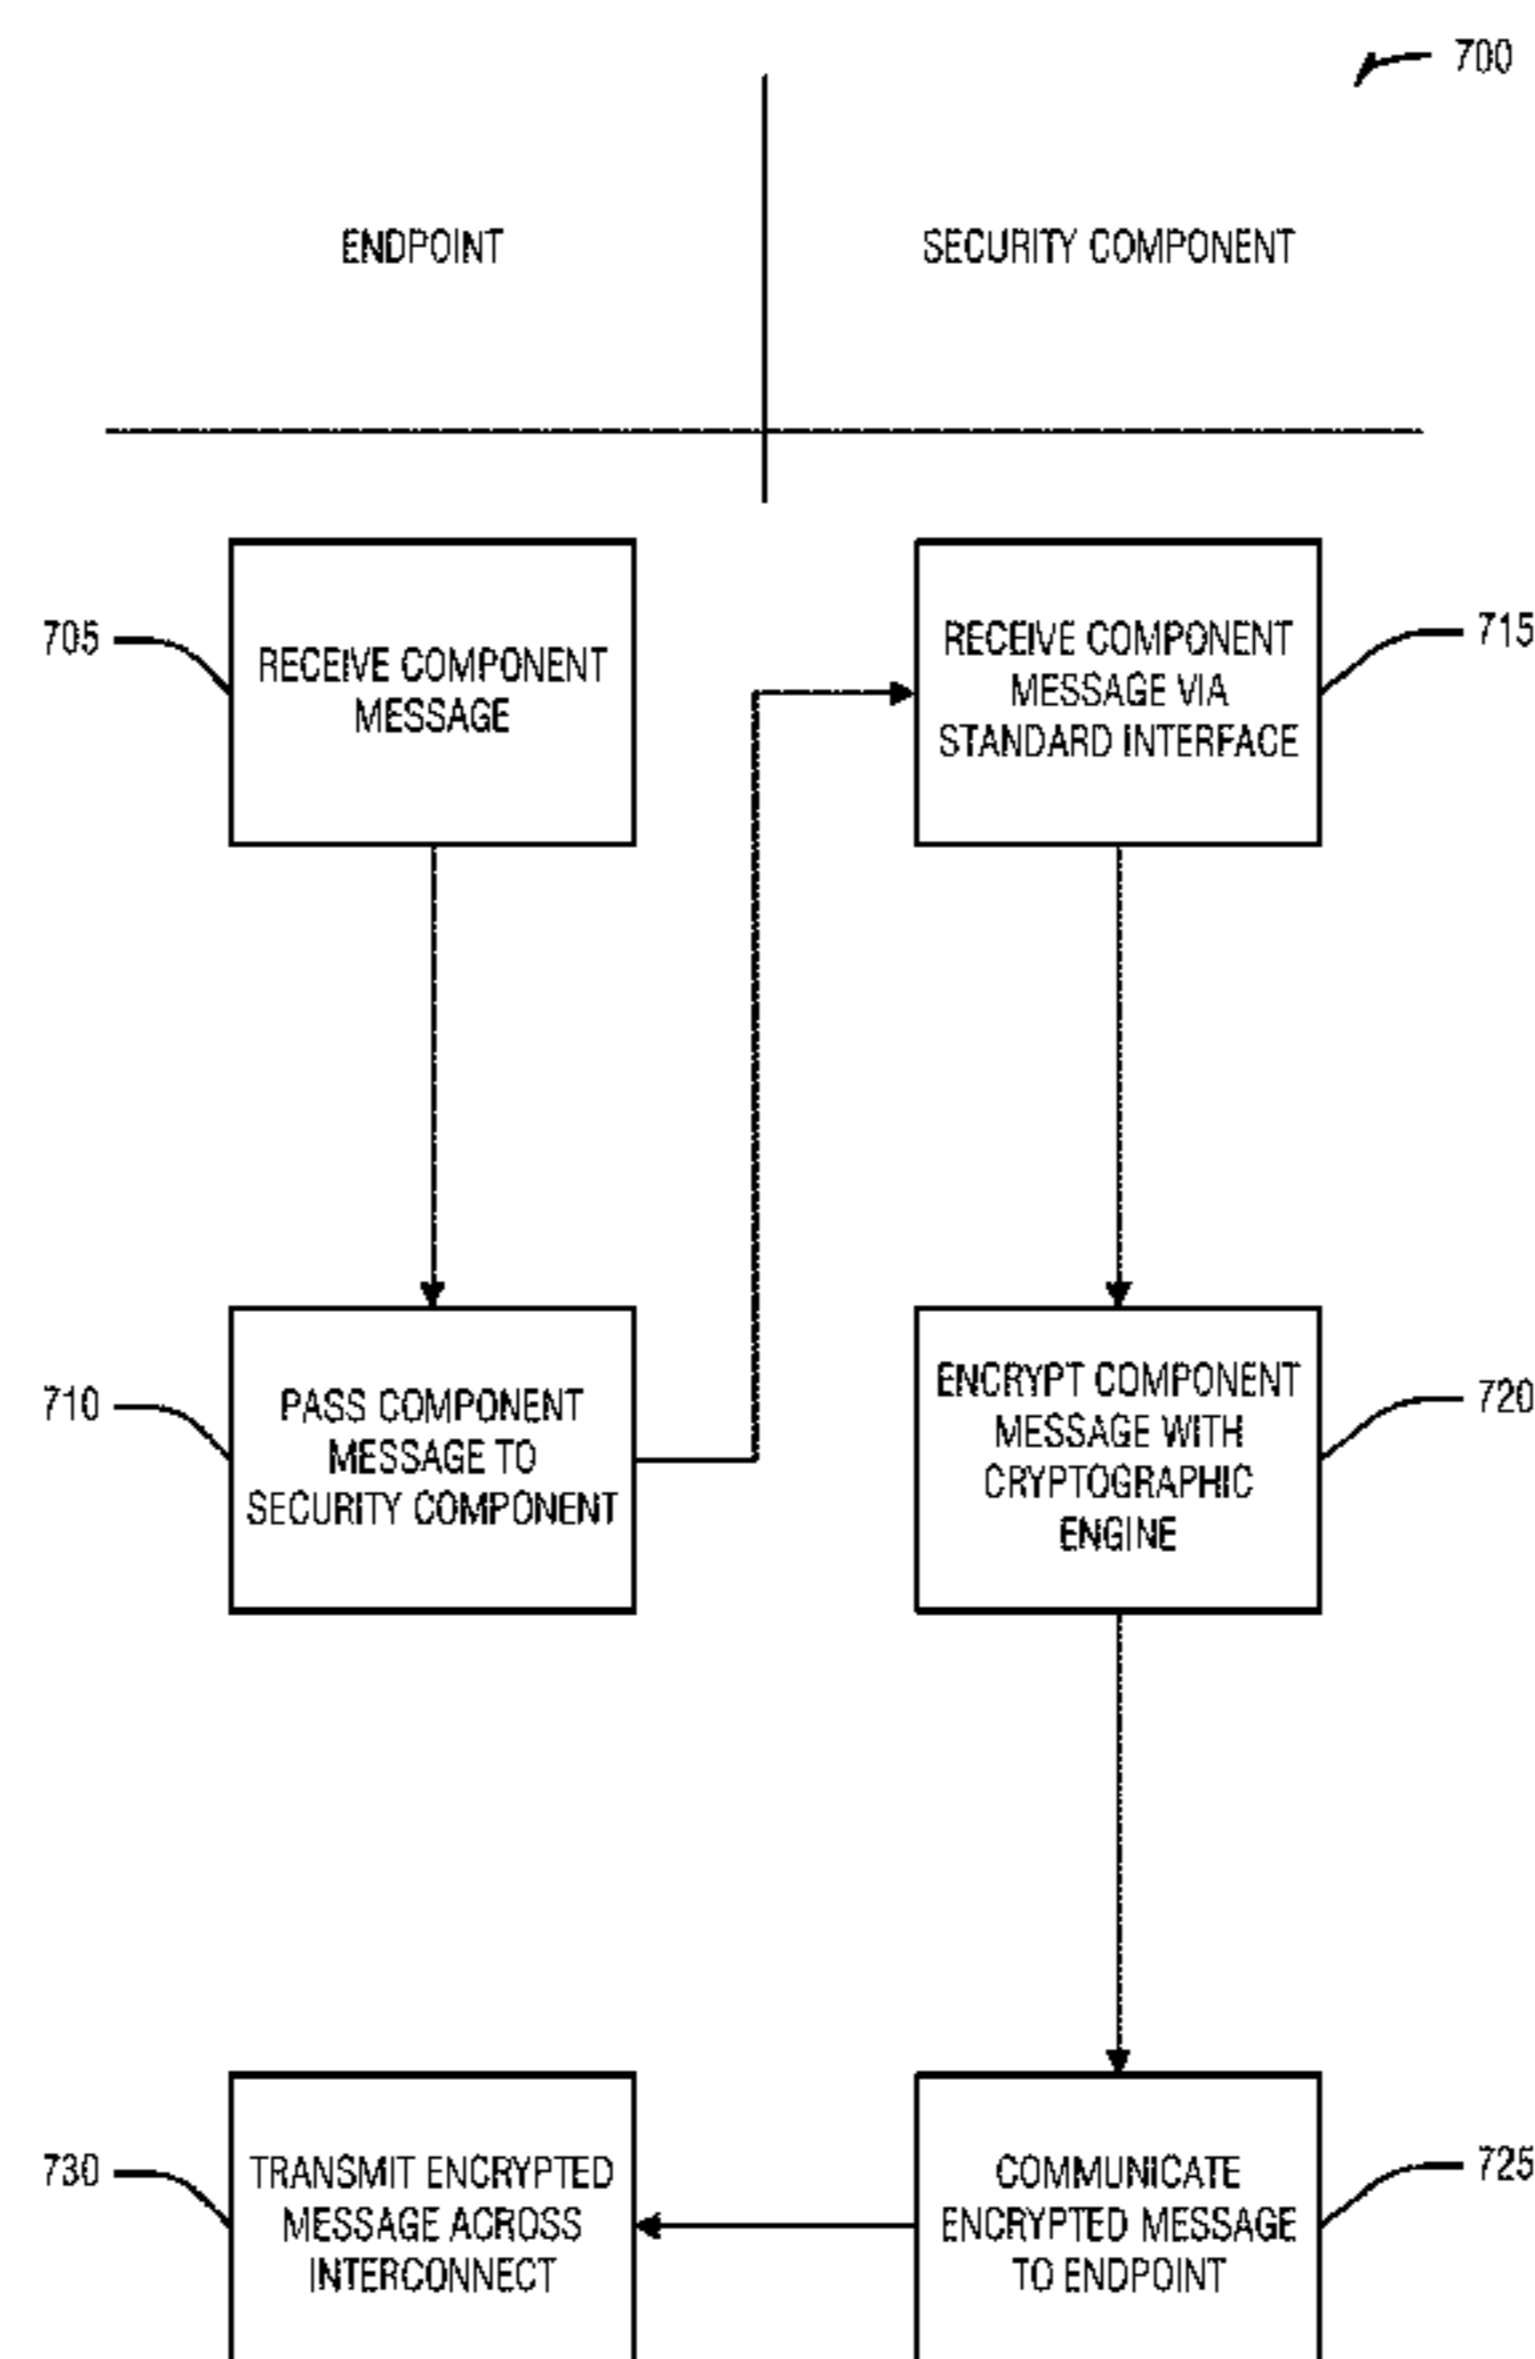 700
ENDPOINT
SECURITY COMPONENT
705
RECEIVE COMPONENT
MESSAGE
RECEIVE COMPONENT
MESSAGE VIA
STANDARD INTERFACE
715
710
PASS COMPONENT
MESSAGE TO
SECURITY COMPONENT
ENCRYPT COMPONENT
MESSAGE WITH
CRYPTOGRAPHIC
ENGINE
720
730
TRANSMIT ENCRYPTED
MESSAGE ACROSS
INTERCONNECT
COMMUNICATE
ENCRYPTED MESSAGE
TO ENDPOINT
725